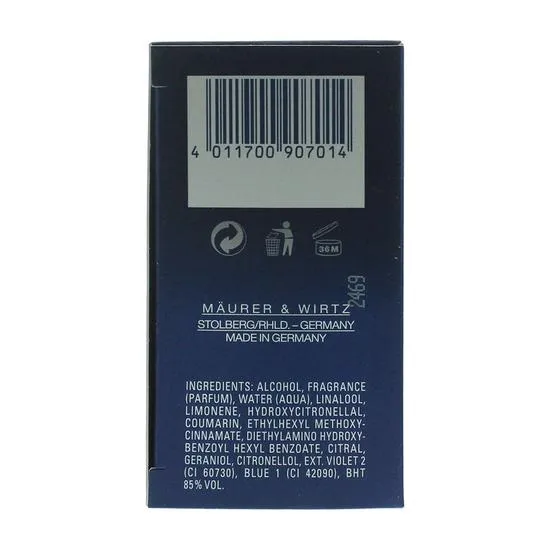 4 011700 907014
36M
2469
MÄURER & WIRTZ
STOLBERG/RHLD. – GERMANY
MADE IN GERMANY
INGREDIENTS: ALCOHOL, FRAGRANCE
(PARFUM), WATER (AQUA), LINALOOL,
LIMONENE, HYDROXYCITRONELLAL,
COUMARIN, ETHYLHEXYL METHOXY-
CINNAMATE, DIETHYLAMINO HYDROXY-
BENZOYL HEXYL BENZOATE, CITRAL,
GERANIOL, CITRONELLOL, EXT. VIOLET 2
(CI 60730), BLUE 1 (CI 42090), BHT
85% VOL.